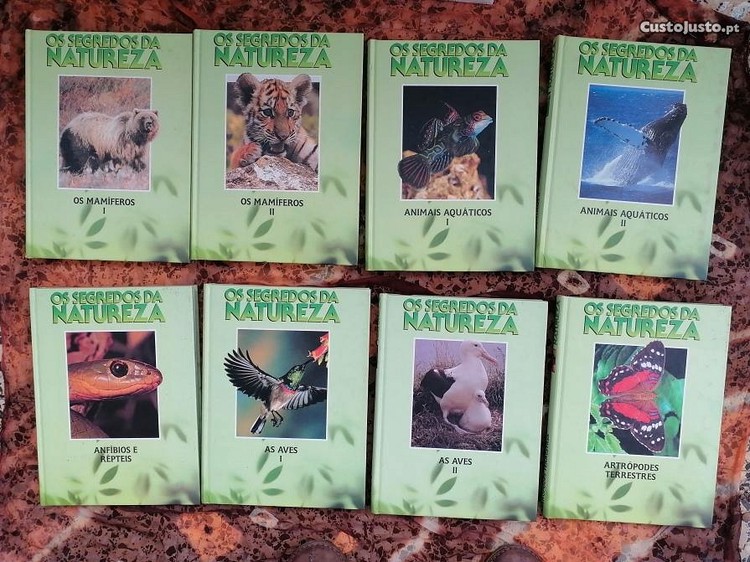 CustoJusto.pt
OS SEGREDOS DA
NATUREZA
OS MAMÍFEROS
I
OS SEGREDOS DA
NATUREZA
OS MAMÍFEROS
II
OS SEGREDOS DA
NATUREZA
ANIMAIS AQUÁTICOS
I
OS SEGREDOS DA
NATUREZA
ANIMAIS AQUÁTICOS
II
OS SEGREDOS DA
NATUREZA
ANFÍBIOS E
RÉPTEIS
OS SEGREDOS DA
NATUREZA
AS AVES
I
OS SEGREDOS DA
NATUREZA
AS AVES
II
OS SEGREDOS DA
NATUREZA
ARTRÓPODES
TERRESTRES